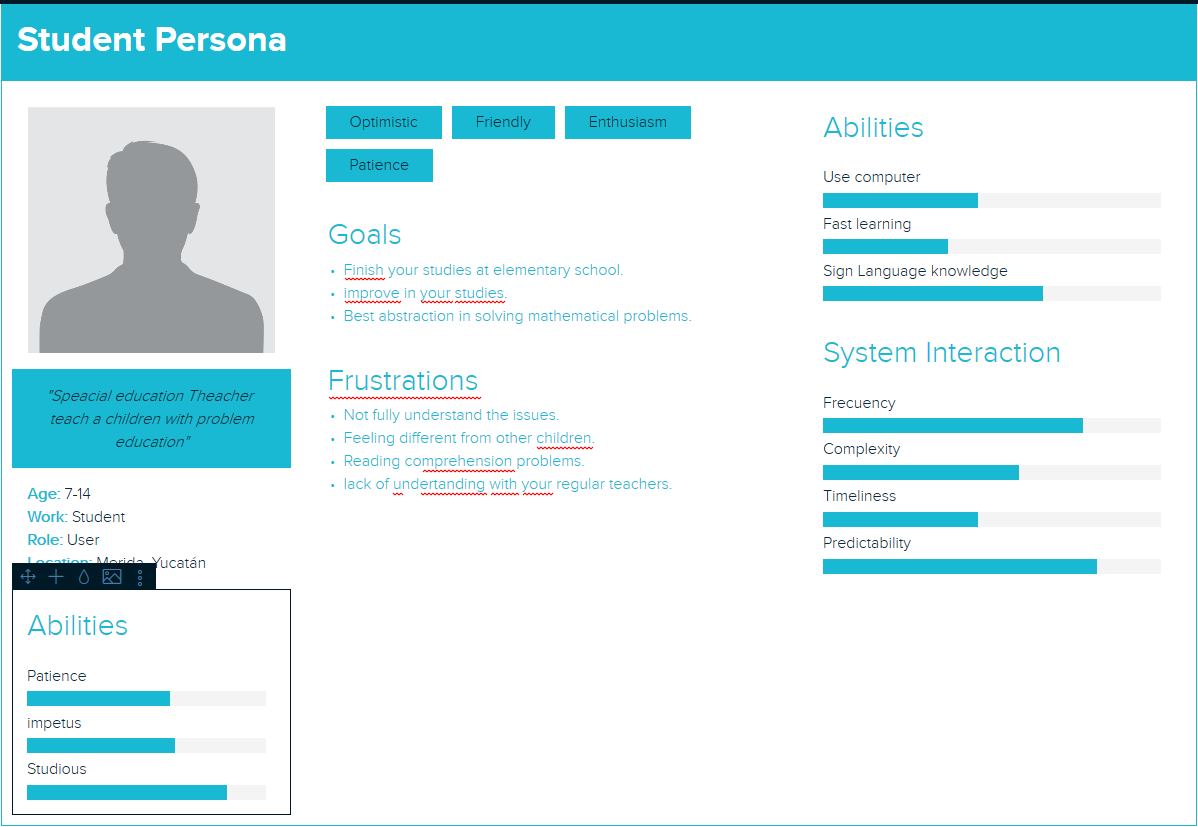 Student Persona
Optimistic
Friendly
Enthusiasm
Patience
Goals
Finish your studies at elementary school.
improve in your studies.
Best abstraction in solving mathematical problems.
Frustrations
Not fully understand the issues.
Feeling different from other children.
Reading comprehension problems.
lack of undertanding with your regular teachers.
"Speacial education Theacher
teach a children with problem
education"
Age: 7-14
Work: Student
Role: User
Location: Merida, Yucatán
Abilities
Patience
impetus
Studious
Abilities
Use computer
Fast learning
Sign Language knowledge
System Interaction
Frecuency
Complexity
Timeliness
Predictability